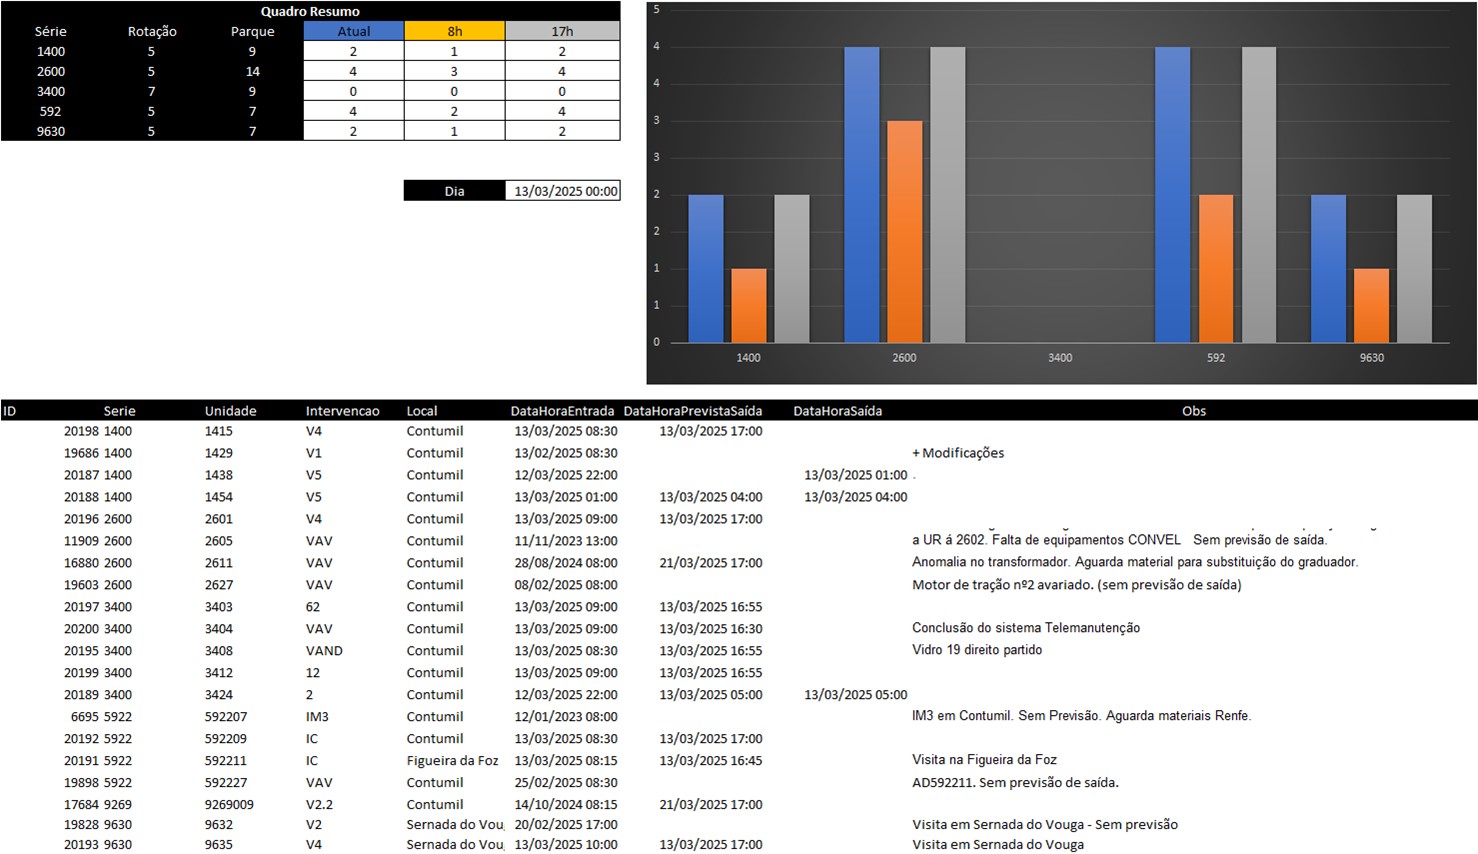 Quadro Resumo
Série Rotação Parque Atual 8h 17h
1400 5 9 2 1 2
2600 5 14 4 3 4
3400 7 9 0 0 0
592 5 7 4 2 4
9630 5 7 2 1 2
Dia 13/03/2025 00:00
5
4
4
3
3
2
2
1
1
0
1400 2600 3400 592 9630
ID Serie Unidade Intervencao Local DataHoraEntrada DataHoraPrevistaSaída DataHoraSaída Obs
20198 1400 1415 V4 Contumil 13/03/2025 08:30 13/03/2025 17:00
19686 1400 1429 V1 Contumil 13/02/2025 08:30 + Modificações
20187 1400 1438 V5 Contumil 12/03/2025 22:00 13/03/2025 01:00 .
20188 1400 1454 V5 Contumil 13/03/2025 01:00 13/03/2025 04:00 13/03/2025 04:00
20196 2600 2601 V4 Contumil 13/03/2025 09:00 13/03/2025 17:00
11909 2600 2605 VAV Contumil 11/11/2023 13:00 a UR á 2602. Falta de equipamentos CONVEL Sem previsão de saída.
16880 2600 2611 VAV Contumil 28/08/2024 08:00 21/03/2025 17:00 Anomalia no transformador. Aguarda material para substituição do graduador.
19603 2600 2627 VAV Contumil 08/02/2025 08:00 Motor de tração nº2 avariado. (sem previsão de saída)
20197 3400 3403 62 Contumil 13/03/2025 09:00 13/03/2025 16:55
20200 3400 3404 VAV Contumil 13/03/2025 09:00 13/03/2025 16:30 Conclusão do sistema Telemanutenção
20195 3400 3408 VAND Contumil 13/03/2025 08:30 13/03/2025 16:55 Vidro 19 direito partido
20199 3400 3412 12 Contumil 13/03/2025 09:00 13/03/2025 16:55
20189 3400 3424 2 Contumil 12/03/2025 22:00 13/03/2025 05:00 13/03/2025 05:00
6695 5922 592207 IM3 Contumil 12/01/2023 08:00 IM3 em Contumil. Sem Previsão. Aguarda materiais Renfe.
20192 5922 592209 IC Contumil 13/03/2025 08:30 13/03/2025 17:00
20191 5922 592211 IC Figueira da Foz 13/03/2025 08:15 13/03/2025 16:45 Visita na Figueira da Foz
19898 5922 592227 VAV Contumil 25/02/2025 08:30 AD592211. Sem previsão de saída.
17684 9269 9269009 V2.2 Contumil 14/10/2024 08:15 21/03/2025 17:00
19828 9630 9632 V2 Sernada do Vou 20/02/2025 17:00 Visita em Sernada do Vouga - Sem previsão
20193 9630 9635 V4 Sernada do Vou 13/03/2025 10:00 13/03/2025 17:00 Visita em Sernada do Vouga